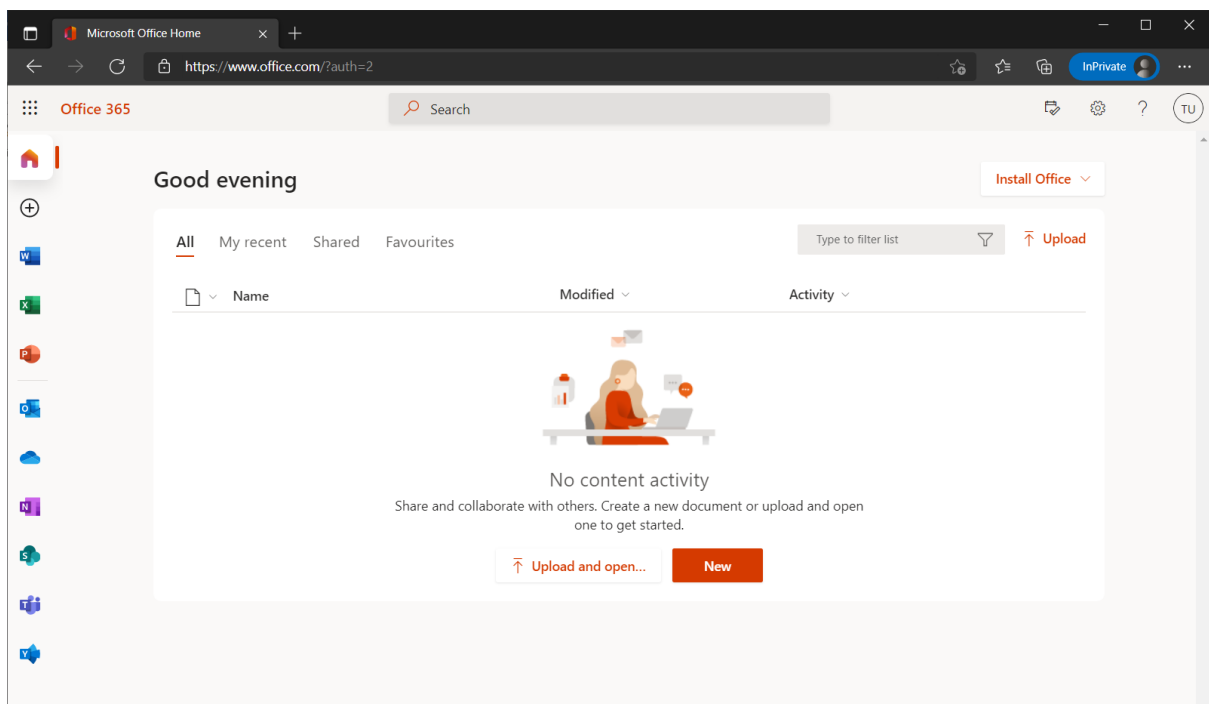 Microsoft Office Home
https://www.office.com/?auth=2
InPrivate
Office 365
Search
?
TU
Good evening
Install Office
All My recent Shared Favourites
Type to filter list
Upload
Name Modified Activity
No content activity
Share and collaborate with others. Create a new document or upload and open
one to get started.
Upload and open...
New
W
X
P
O
N
S
T
Y